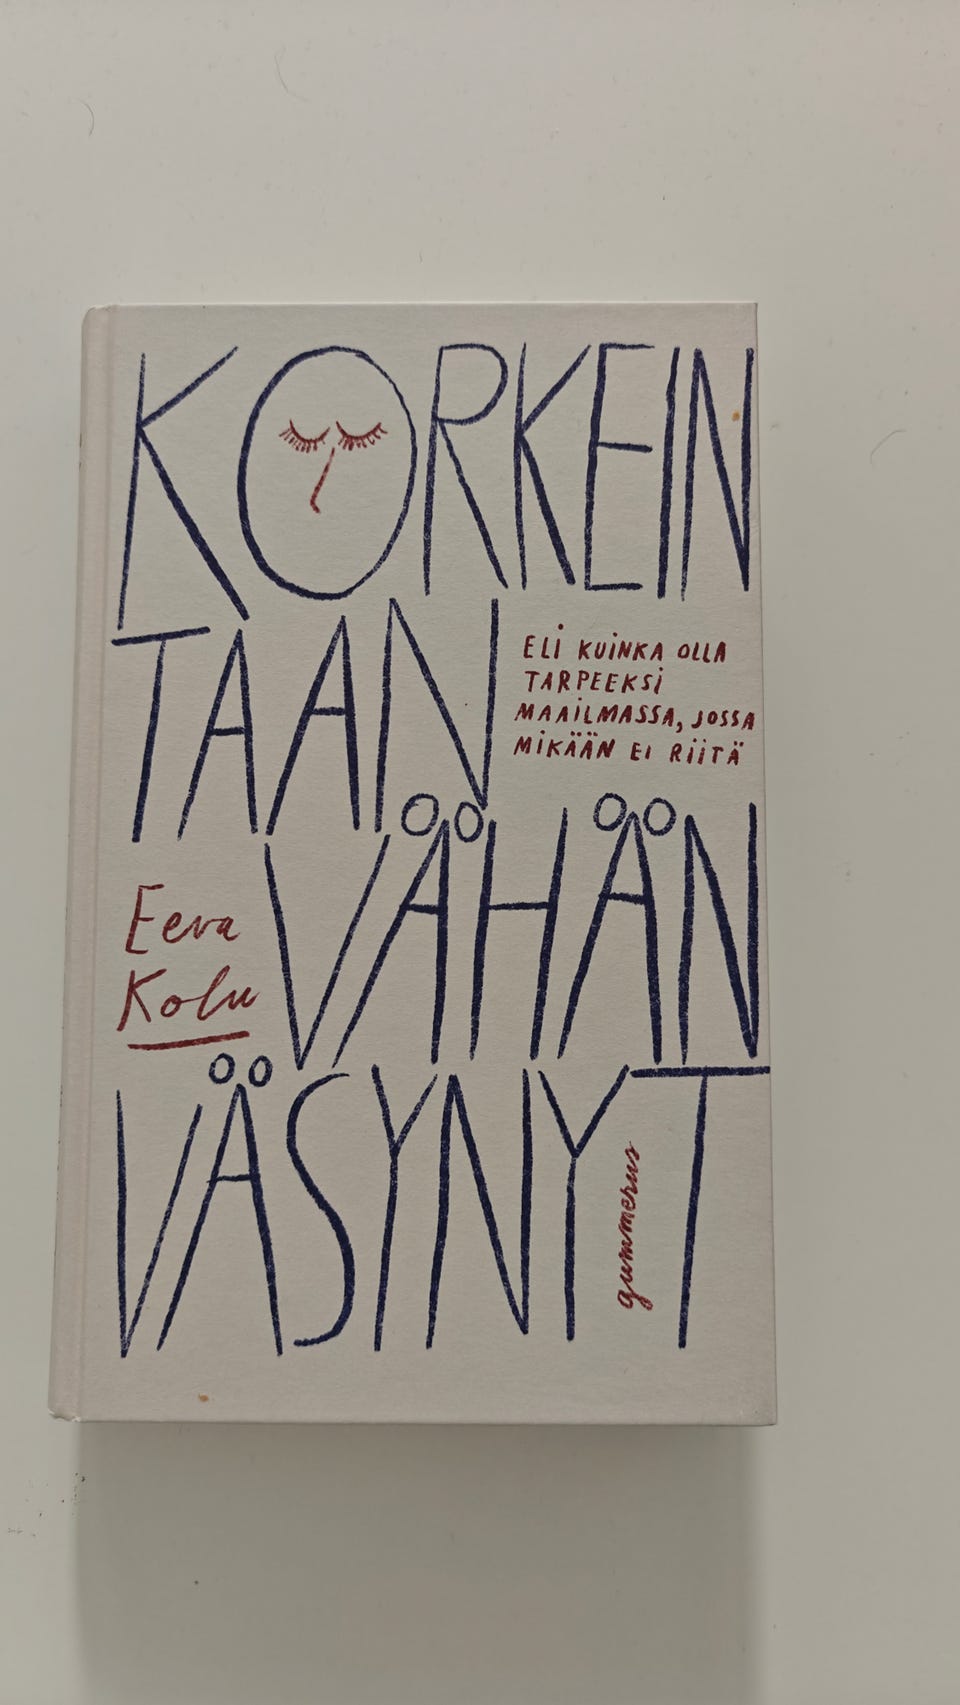 KORKEIN
TAAN
ELI KUINKA OLLA
TARPEEKSI
MAAILMASSA, JOSSA
MIKÄÄN EI RIITÄ
VÄHÄN
Eeva
Kolu
VÄSYNYT
gummerus